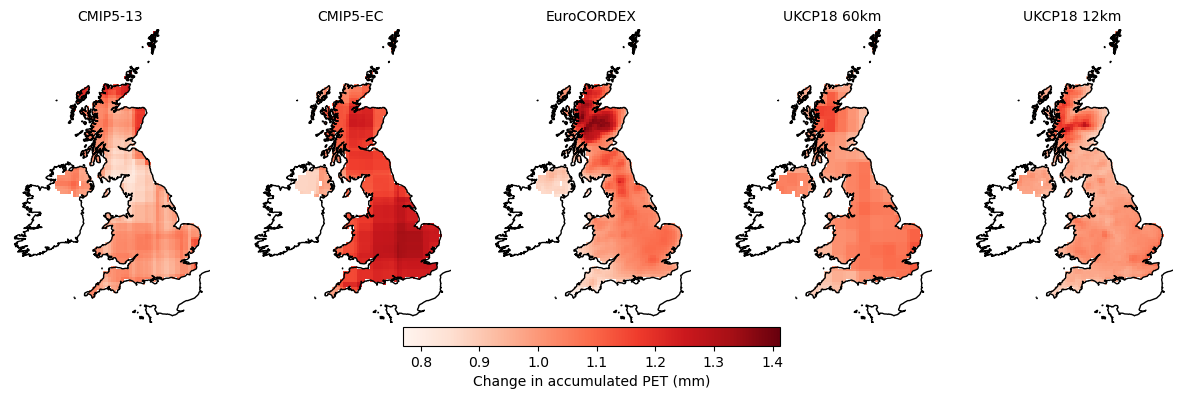 CMIP5-13
CMIP5-EC
EuroCORDEX
UKCP18 60km
UKCP18 12km
0.8
0.9
1.0
1.1
1.2
1.3
1.4
Change in accumulated PET (mm)